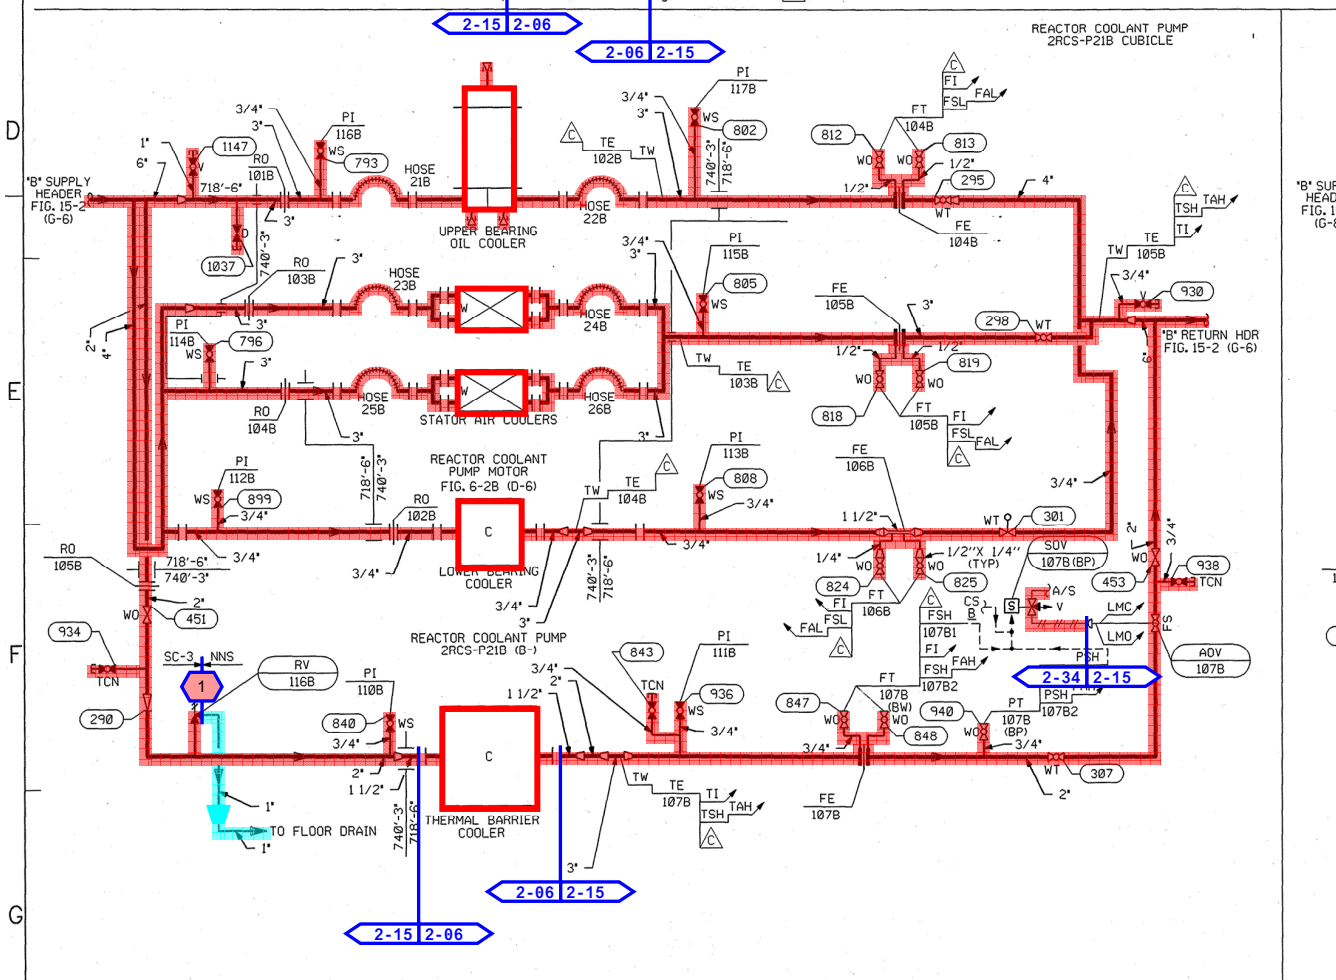 2-15 2-06
2-06 2-15
REACTOR COOLANT PUMP
2RCS-P21B CUBICLE
D
"B" SUPPLY
HEADER
FIG. 15-2
(G-6)
1"
6"
1147
V
718'-6"
RO
101B
3/4"
3"
3"
PI
116B
WS
793
HOSE
21B
D
1037
740'-3"
UPPER BEARING
OIL COOLER
C
TE
102B
TW
HOSE
22B
3/4"
3"
PI
117B
WS
802
740'-3"
718'-6"
812
WO
FT
104B
C
FI
FSL
FAL
813
WO
1/2"
1/2"
295
WT
4"
FE
104B
C
TSH
TAH
TI
TE
105B
TW
3/4"
V
930
"B" RETURN HDR
FIG. 15-2 (G-6)
6"
E
2"
4"
RO
103B
3"
3"
HOSE
23B
W
HOSE
24B
3/4"
3"
PI
115B
WS
805
FE
105B
3"
298
WT
PI
114B
WS
796
3"
RO
104B
3"
HOSE
25B
W
STATOR AIR COOLERS
HOSE
26B
3"
TW
TE
103B
C
1/2"
1/2"
WO
WO
819
818
FT
105B
FI
FSL
FAL
C
718'-6"
740'-3"
REACTOR COOLANT
PUMP MOTOR
FIG. 6-2B (D-6)
PI
112B
WS
899
3/4"
3/4"
RO
102B
3/4"
C
LOWER BEARING
COOLER
TW
TE
104B
C
3/4"
3"
740'-3"
718'-6"
PI
113B
WS
808
3/4"
3/4"
FE
106B
1 1/2"
1/4"
1/2"X 1/4"
(TYP)
WO
WO
824
825
FT
106B
FI
FSL
FAL
C
WT
301
3/4"
SOV
107B(BP)
2"
3/4"
WO
453
938
TCN
RO
105B
718'-6"
740'-3"
2"
WO
451
F
934
TCN
290
SC-3 NNS
1
RV
116B
REACTOR COOLANT PUMP
2RCS-P21B (B-)
PI
110B
840
WS
3/4"
2"
1 1/2"
740'-3"
718'-6"
C
THERMAL BARRIER
COOLER
1 1/2"
2"
3/4"
843
TCN
PI
111B
936
WS
3/4"
3"
TW
TE
107B
TI
TSH
TAH
C
847
WO
WO
848
3/4"
FE
107B
FT
107B
(BW)
C
FSH
107B1
FI
FSH
FAH
107B2
CS
B
S
A/S
V
LMC
LMO
FS
AOV
107B
PSH
2-34 2-15
PSH
107B2
PT
107B
(BP)
940
WO
3/4"
WT
307
2"
1"
TO FLOOR DRAIN
1"
2-06 2-15
2-15 2-06
G